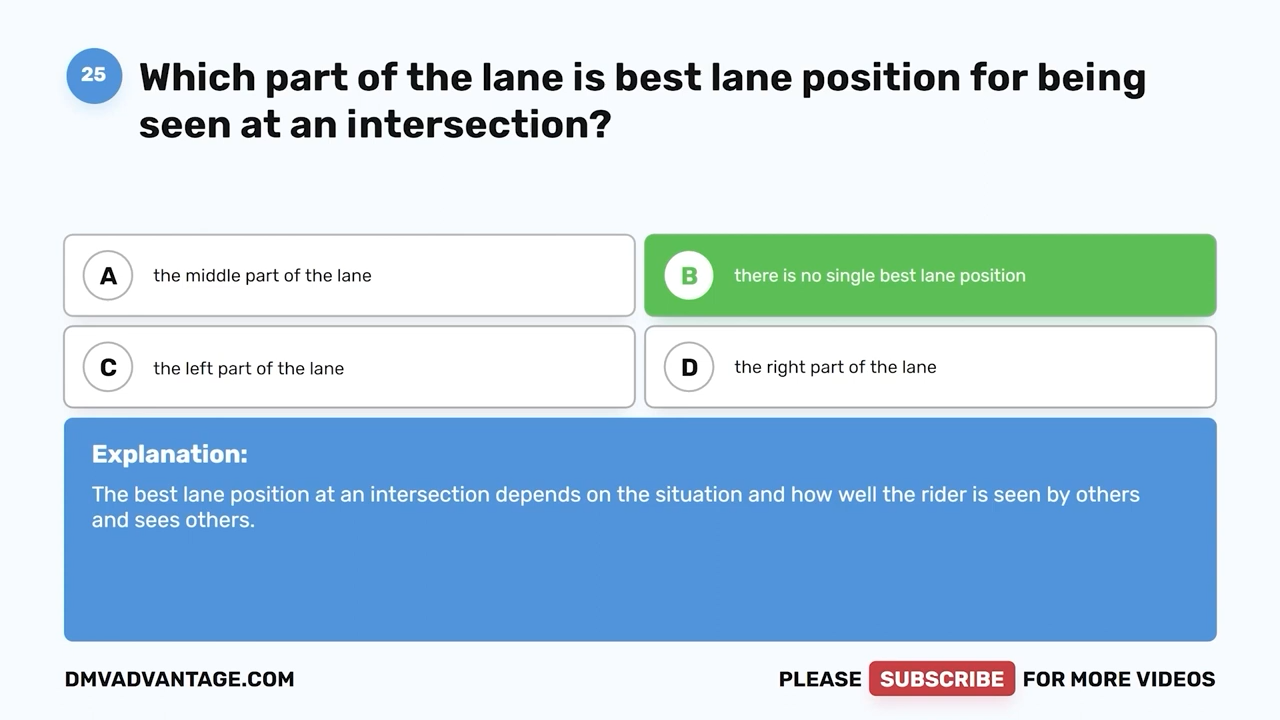 25
Which part of the lane is best lane position for being
seen at an intersection?
A the middle part of the lane
B there is no single best lane position
C the left part of the lane
D the right part of the lane
Explanation:
The best lane position at an intersection depends on the situation and how well the rider is seen by others
and sees others.
DMVADVANTAGE.COM
PLEASE SUBSCRIBE FOR MORE VIDEOS